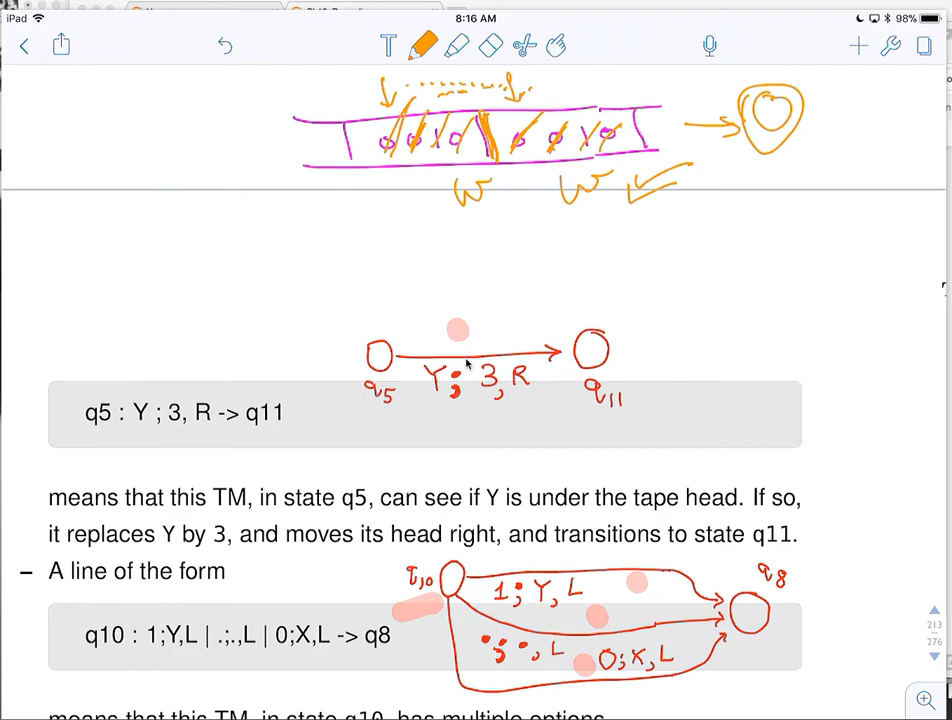 iPad 8:16 AM 98%
T
W W
Y; 3, R
q5 q11
q5 : Y ; 3, R -> q11
means that this TM, in state q5, can see if Y is under the tape head. If so,
it replaces Y by 3, and moves its head right, and transitions to state q11.
– A line of the form
q10 q8
1; Y, L
.; ., L
0; X, L
q10 : 1;Y,L | .;.,L | 0;X,L -> q8
213
276
means that this TM, in state q10, has multiple options